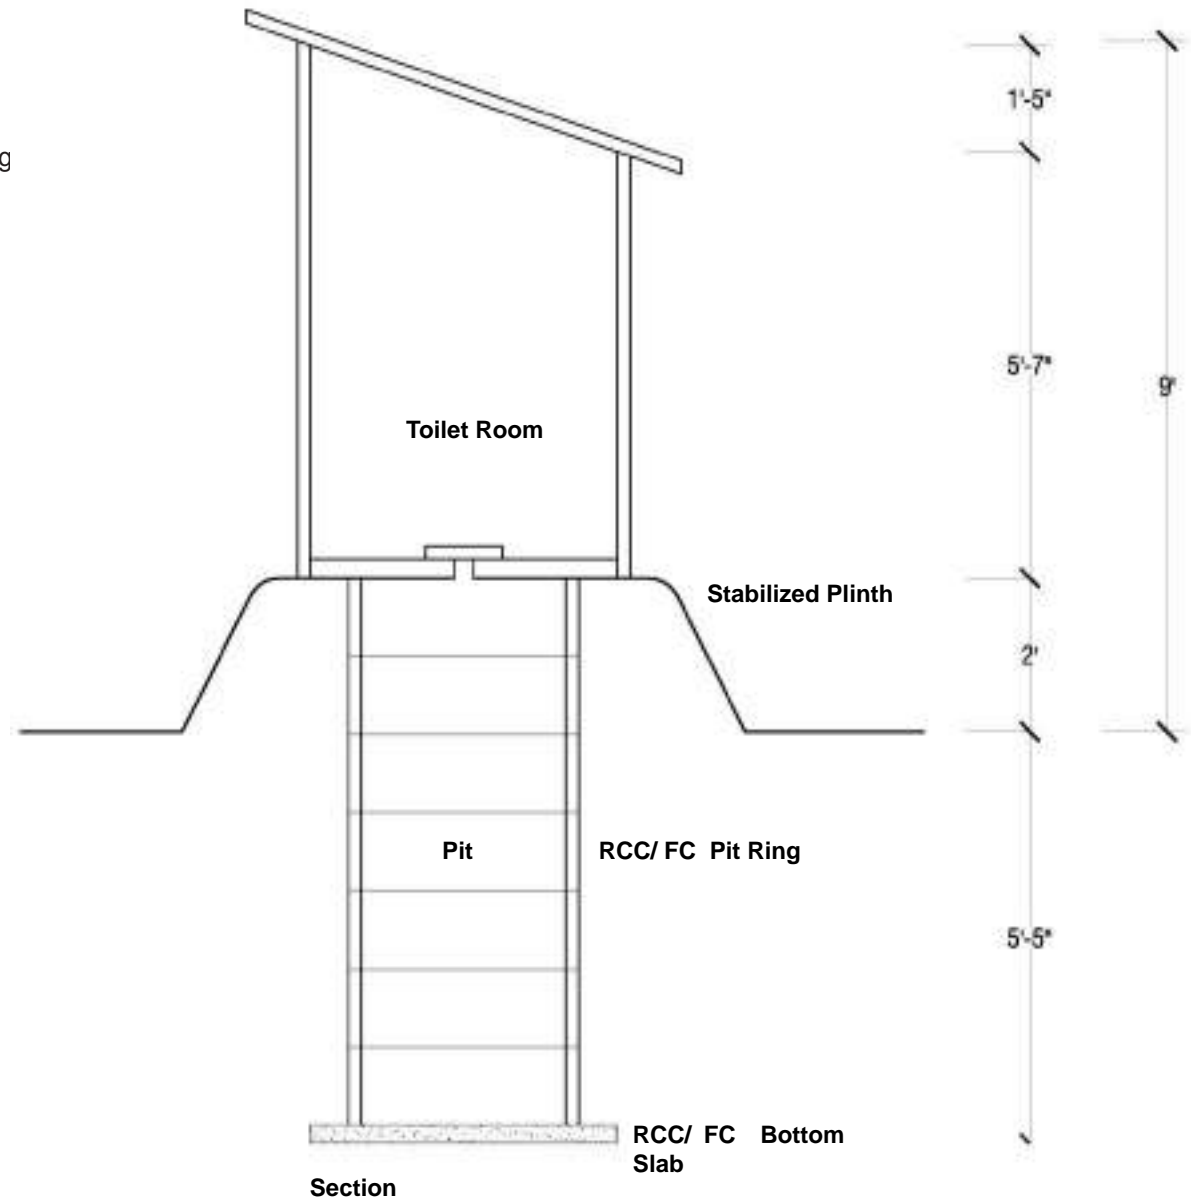 1'-5"
g
5'-7"
9'
Toilet Room
Stabilized Plinth
2'
Pit
RCC/ FC Pit Ring
5'-5"
RCC/ FC Bottom
Slab
Section